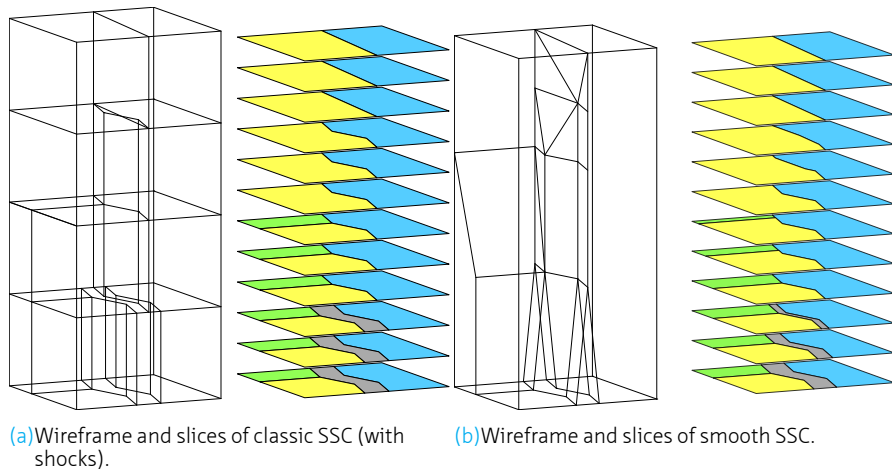 (a)Wireframe and slices of classic SSC (with
shocks).
(b)Wireframe and slices of smooth SSC.